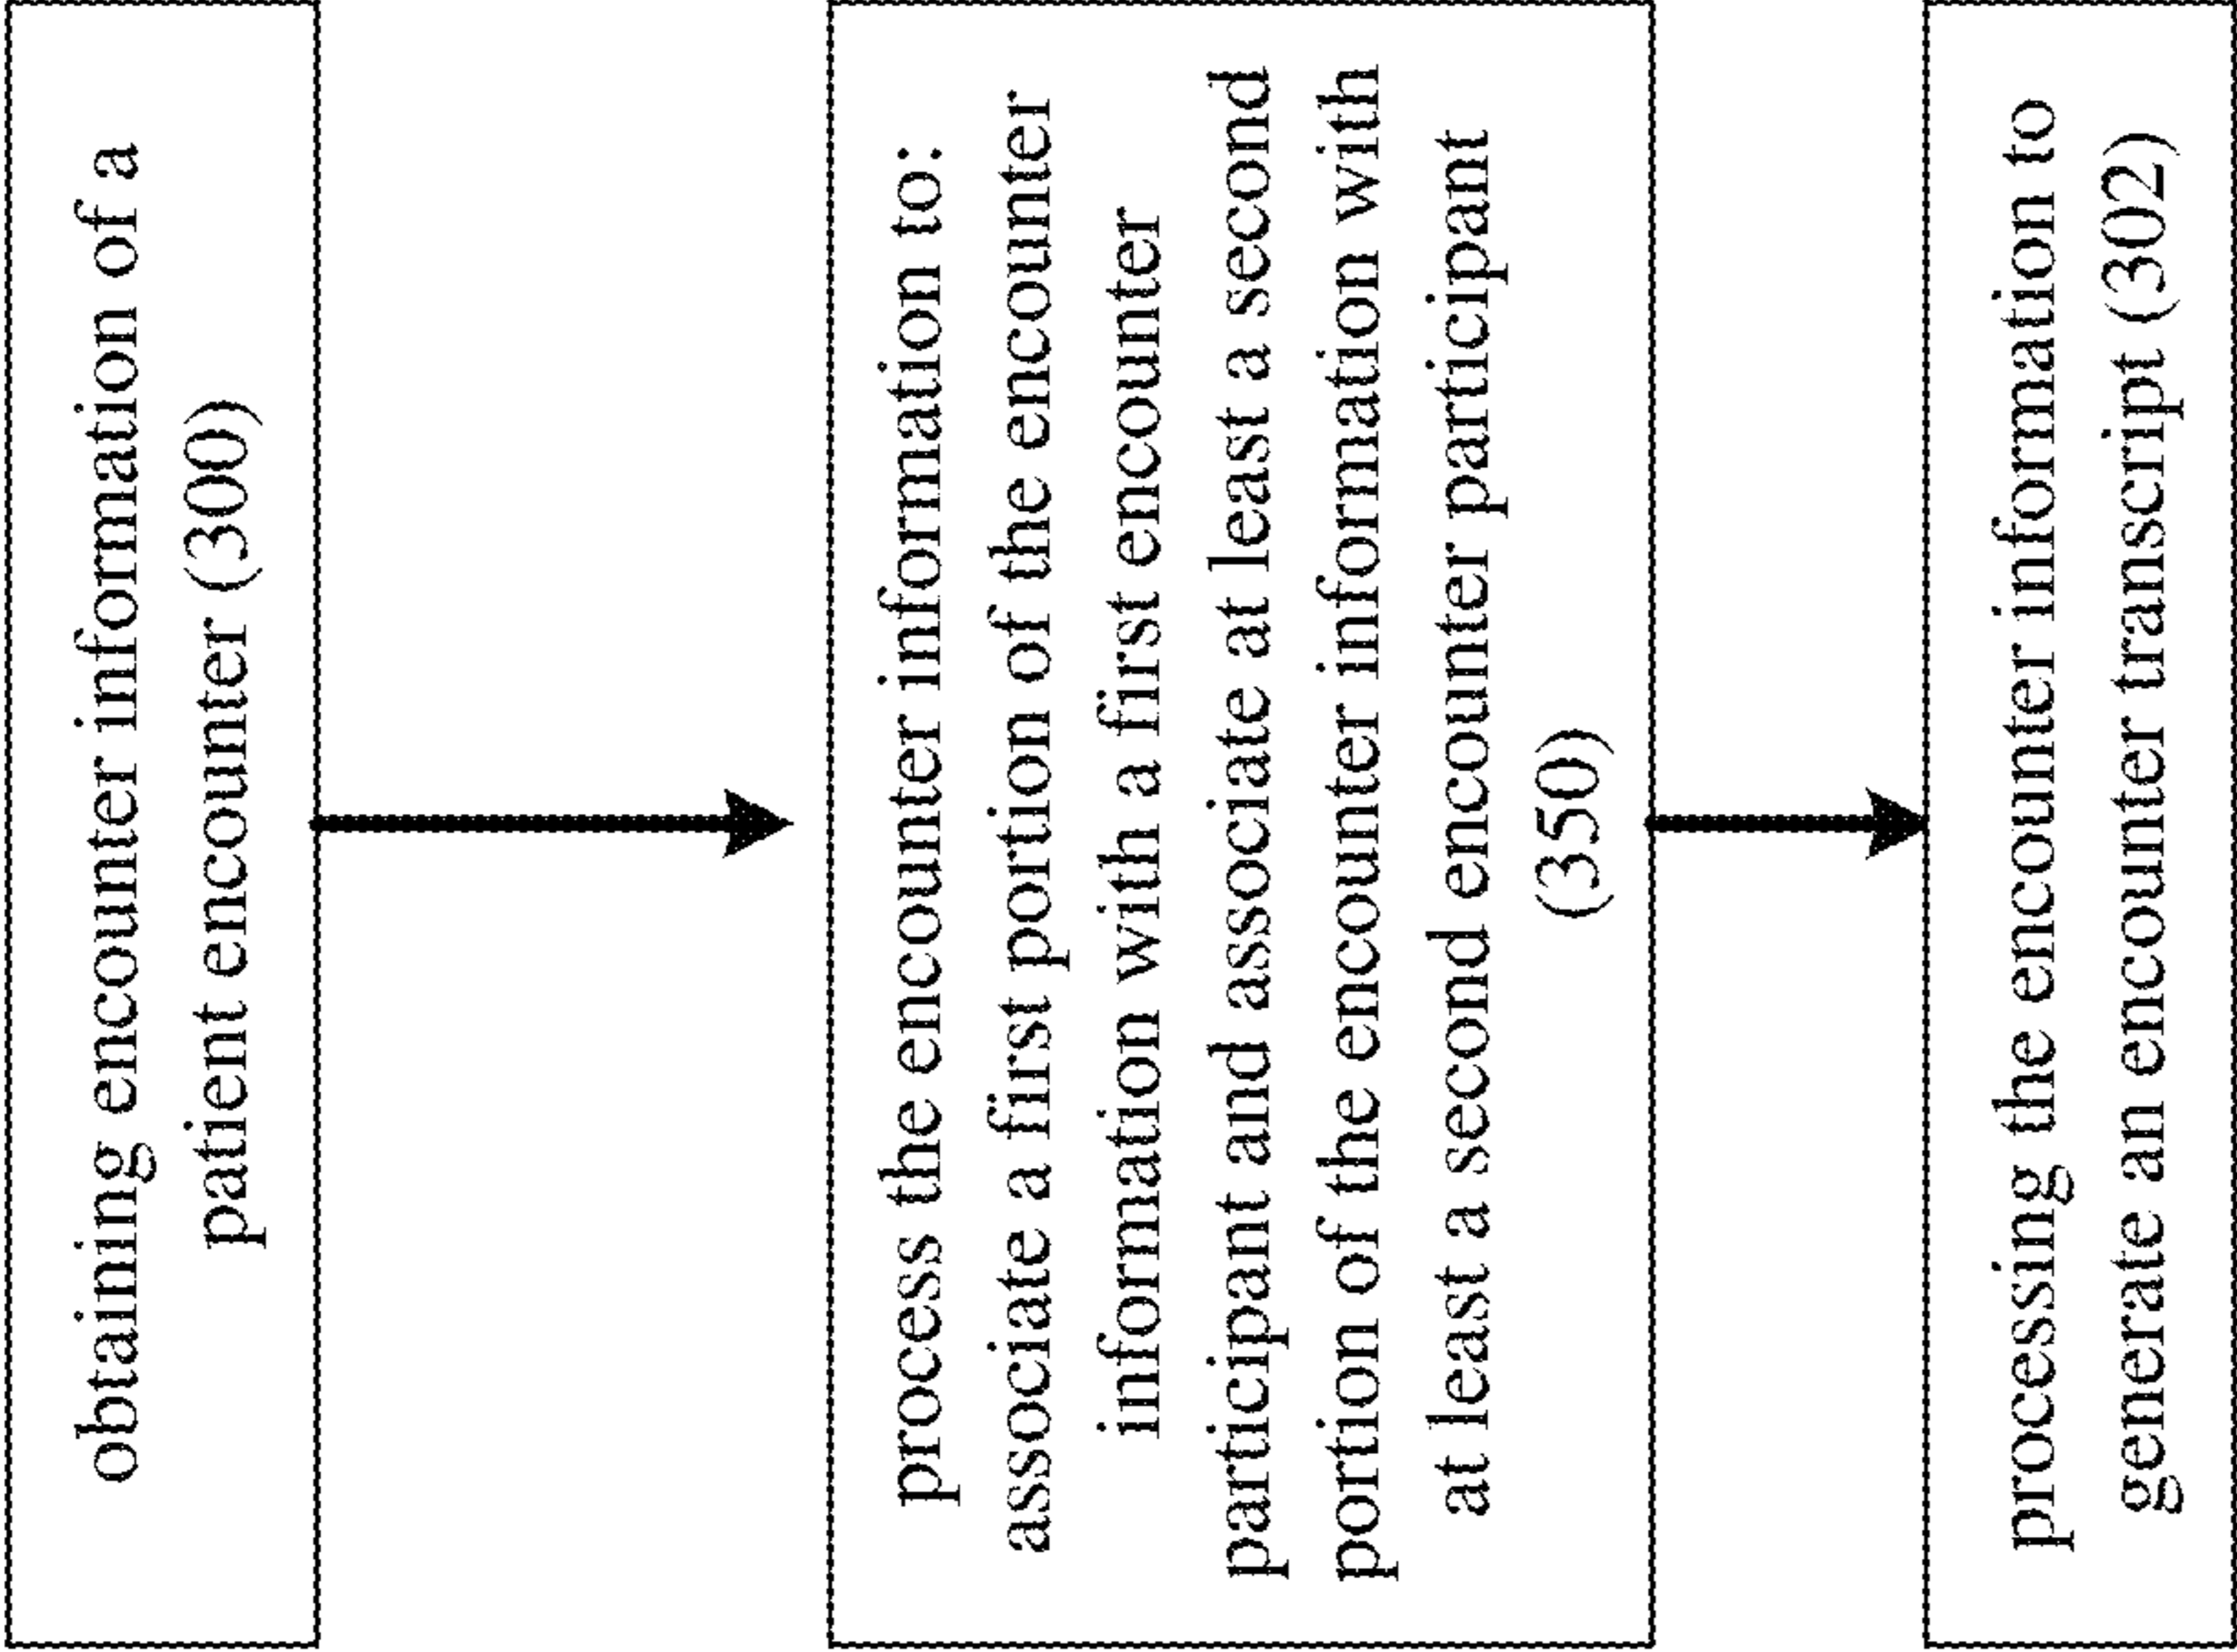 obtaining encounter information of a
patient encounter (300)
process the encounter information to:
associate a first portion of the encounter
information with a first encounter
participant and associate at least a second
portion of the encounter information with
at least a second encounter participant
(350)
processing the encounter information to
generate an encounter transcript (302)